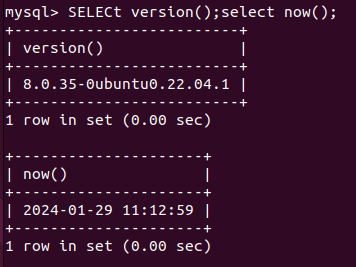 mysql> SELECt version();select now();
+-------------------------+
| version()               |
+-------------------------+
| 8.0.35-0ubuntu0.22.04.1 |
+-------------------------+
1 row in set (0.00 sec)

+---------------------+
| now()               |
+---------------------+
| 2024-01-29 11:12:59 |
+---------------------+
1 row in set (0.00 sec)